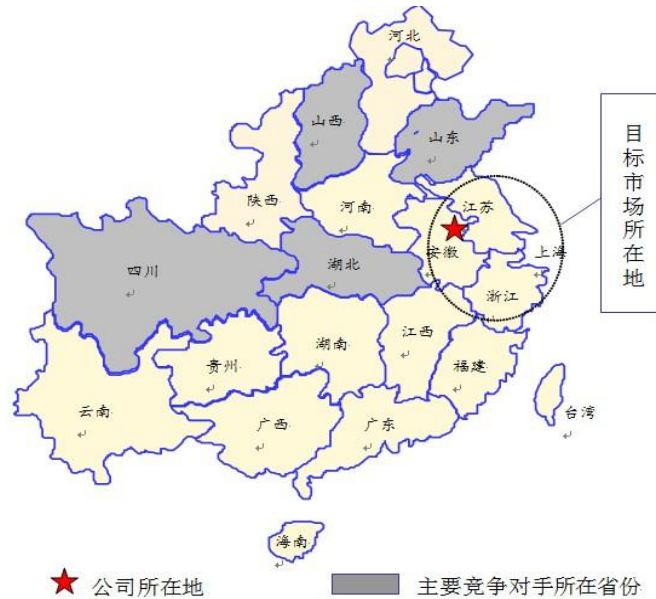 河北
山西
山东
目标市场所在地
陕西
河南
江苏
安徽
上海
四川
湖北
浙江
湖南
江西
贵州
福建
云南
广西
广东
台湾
海南
公司所在地
主要竞争对手所在省份